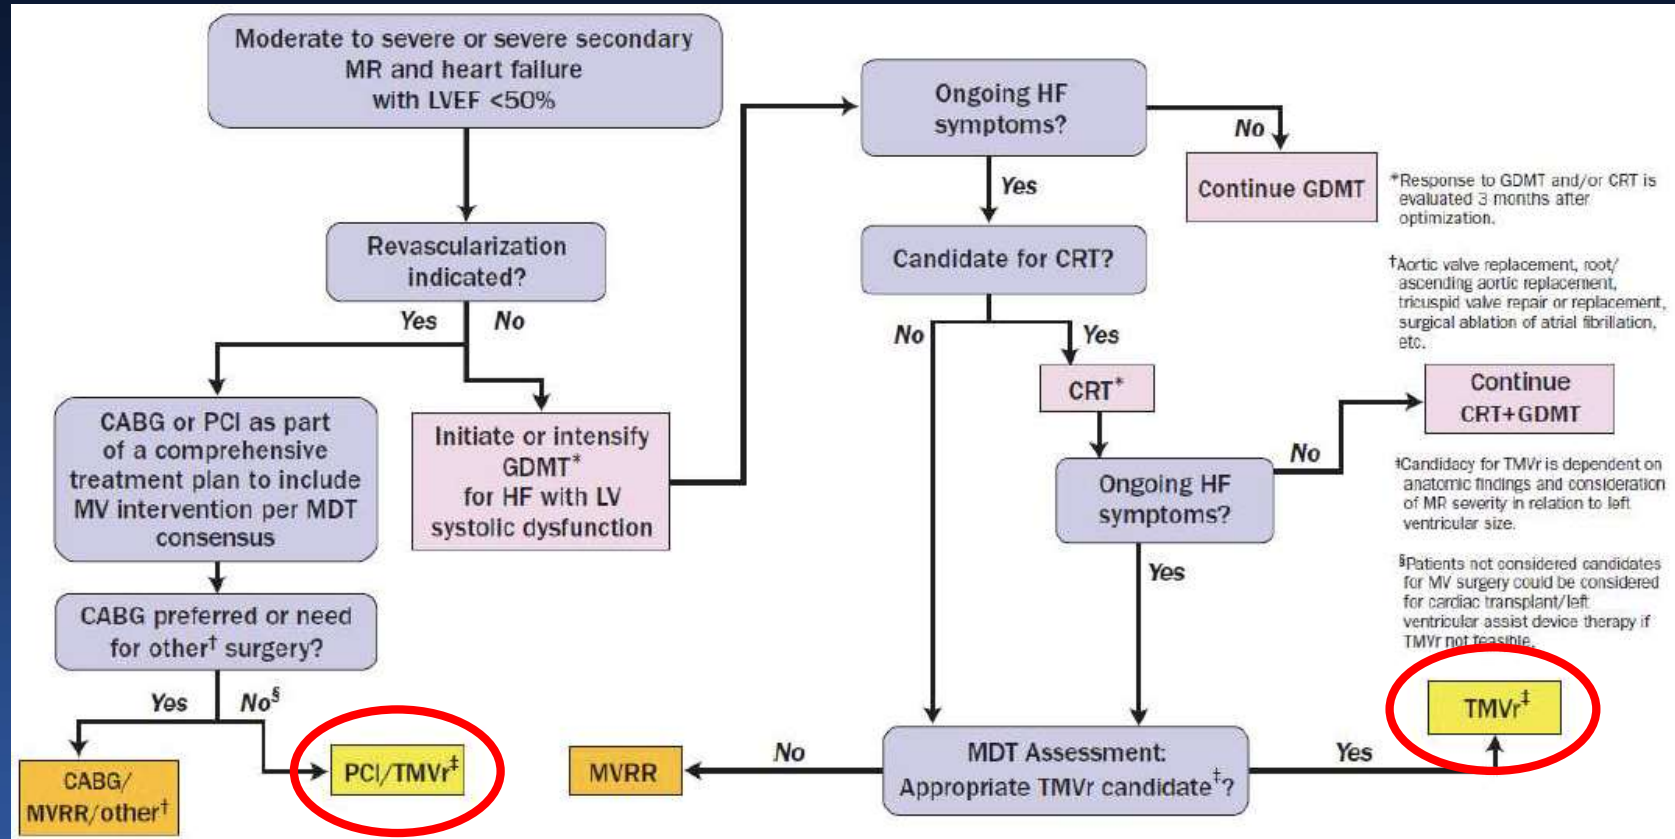 Moderate to severe or severe secondary
MR and heart failure
with LVEF <50%
Revascularization
indicated?
Yes
No
CABG or PCI as part
of a comprehensive
treatment plan to include
MV intervention per MDT
consensus
Initiate or intensify
GDMT*
for HF with LV
systolic dysfunction
CABG preferred or need
for other† surgery?
Yes
No§
CABG/
MVRR/other†
PCI/TMVr‡
Ongoing HF
symptoms?
No
Continue GDMT
Yes
Candidate for CRT?
No
Yes
CRT*
Ongoing HF
symptoms?
No
Continue
CRT+GDMT
Yes
MDT Assessment:
Appropriate TMVr candidate‡?
No
MVRR
Yes
TMVr‡
*Response to GDMT and/or CRT is
evaluated 3 months after
optimization.
†Aortic valve replacement, root/
ascending aortic replacement,
tricuspid valve repair or replacement,
surgical ablation of atrial fibrillation,
etc.
‡Candidacy for TMVr is dependent on
anatomic findings and consideration
of MR severity in relation to left
ventricular size.
§Patients not considered candidates
for MV surgery could be considered
for cardiac transplant/left
ventricular assist device therapy if
TMVr not feasible.